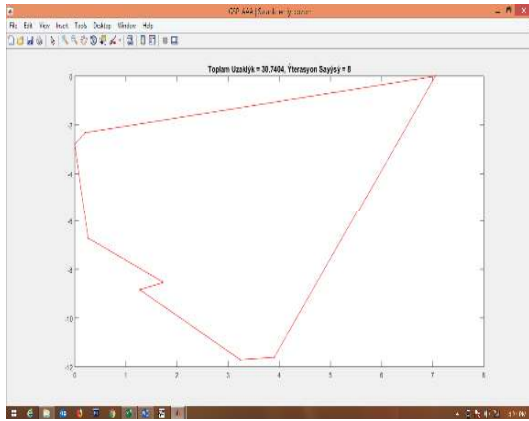 File Edit View Insert Tools Desktop Window Help
Toplam Uzaklýk = 30.7404, Ýterasyon Sayýsý = 8
0
-2
-4
-6
-8
-10
-12
0 1 2 3 4 5 6 7 8